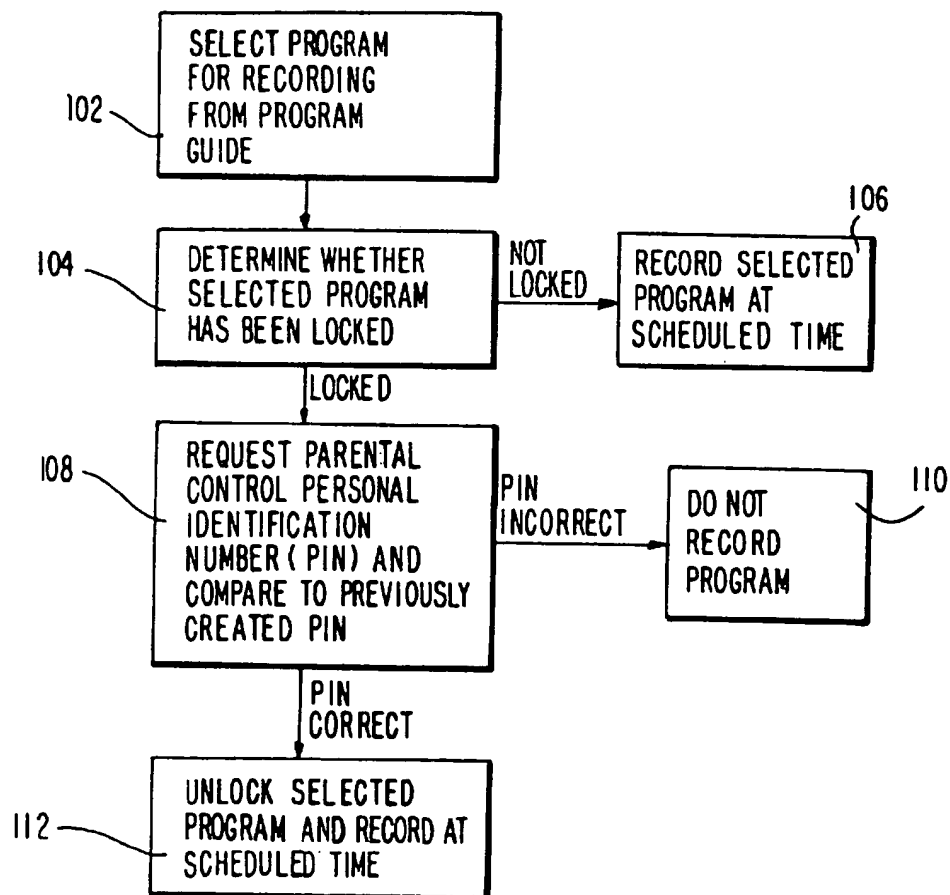 SELECT PROGRAM
FOR RECORDING
FROM PROGRAM
GUIDE
102
104
DETERMINE WHETHER
SELECTED PROGRAM
HAS BEEN LOCKED
NOT
LOCKED
106
RECORD SELECTED
PROGRAM AT
SCHEDULED TIME
LOCKED
108
REQUEST PARENTAL
CONTROL PERSONAL
IDENTIFICATION
NUMBER (PIN) AND
COMPARE TO PREVIOUSLY
CREATED PIN
PIN
INCORRECT
110
DO NOT
RECORD
PROGRAM
PIN
CORRECT
112
UNLOCK SELECTED
PROGRAM AND RECORD AT
SCHEDULED TIME